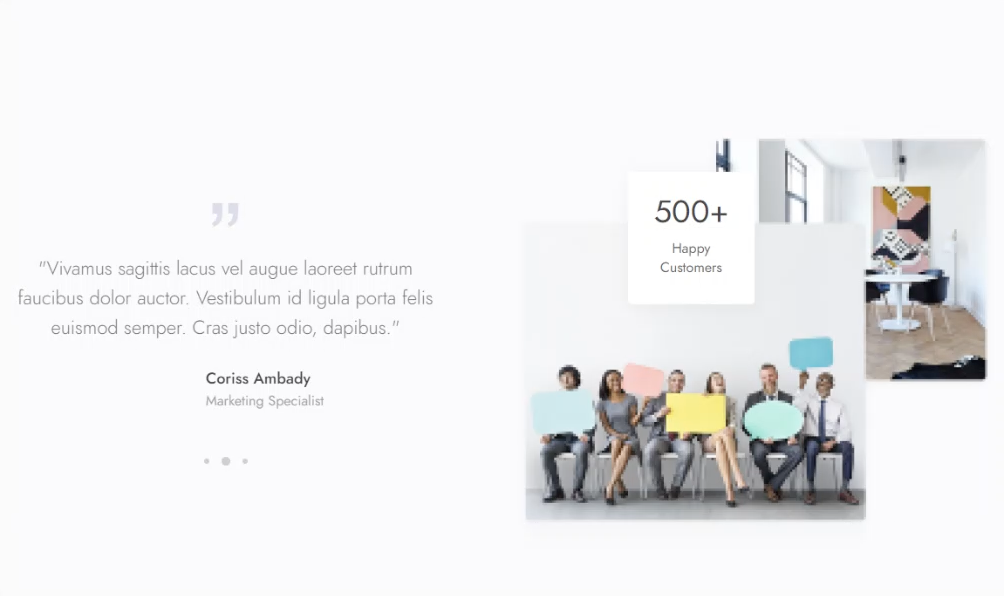 ”
"Vivamus sagittis lacus vel augue laoreet rutrum
faucibus dolor auctor. Vestibulum id ligula porta felis
euismod semper. Cras justo odio, dapibus."
Coriss Ambady
Marketing Specialist
500+
Happy
Customers